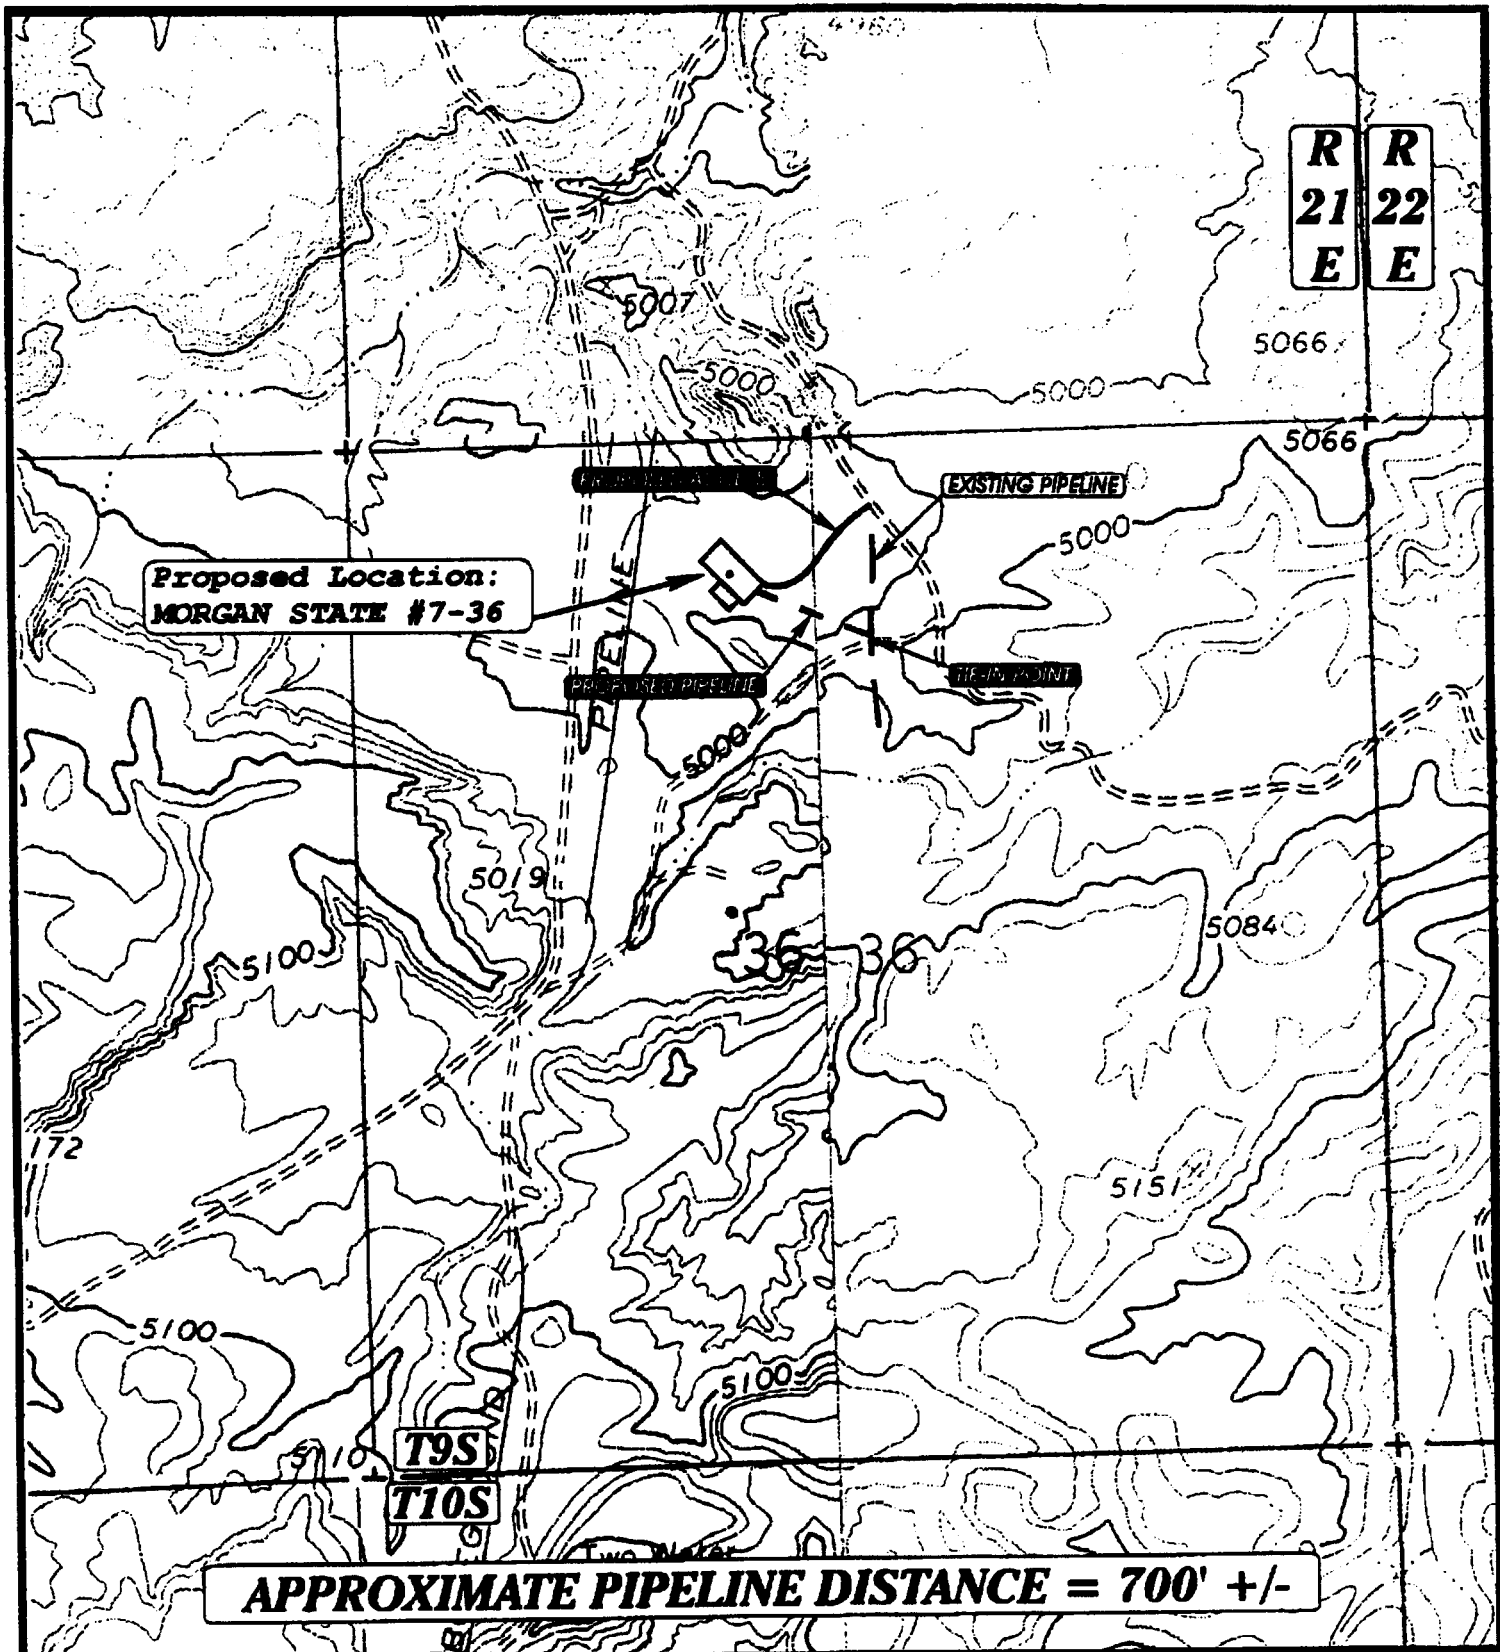 4960
R R
21 22
E E
5007
5066
5000
5000
5066
EXISTING PIPELINE
5000
Proposed Location:
MORGAN STATE #7-36
PIPELINE
TIE-IN POINT
PROPOSED PIPELINE
5000
5019
5084
36 36
5100
172
5151
5100
5100
T9S
T10S
Two Water
APPROXIMATE PIPELINE DISTANCE = 700' +/-